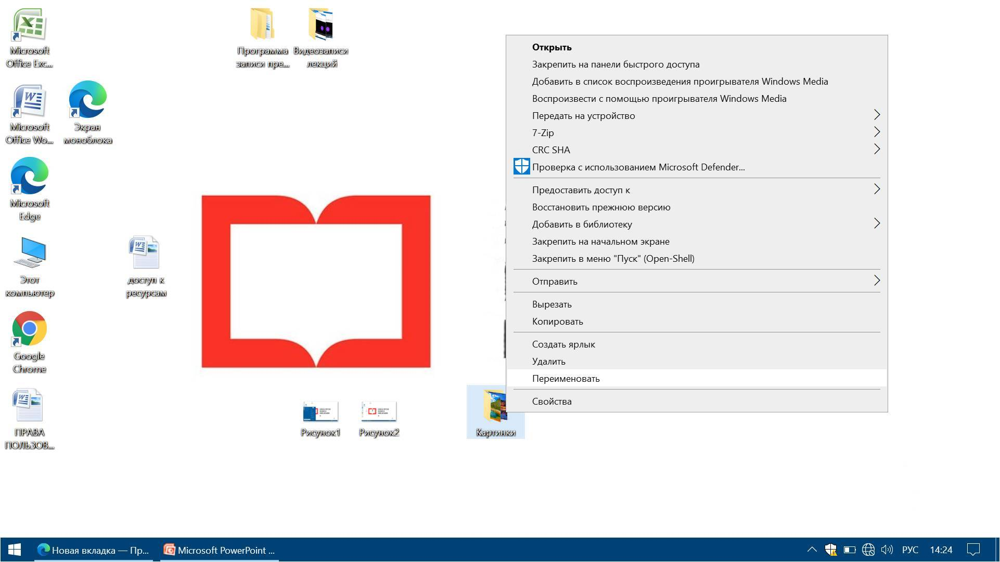 Microsoft
Office Exc...
Программа
записи пре...
Видеозаписи
лекций
Microsoft
Office Wo...
Экран
моноблока
Microsoft
Edge
Этот
компьютер
доступ к
ресурсам
Google
Chrome
ПРАВА
ПОЛЬЗОВ...
Рисунок1
Рисунок2
Картинки
Открыть
Закрепить на панели быстрого доступа
Добавить в список воспроизведения проигрывателя Windows Media
Воспроизвести с помощью проигрывателя Windows Media
Передать на устройство
7-Zip
CRC SHA
Проверка с использованием Microsoft Defender...
Предоставить доступ к
Восстановить прежнюю версию
Добавить в библиотеку
Закрепить на начальном экране
Закрепить в меню "Пуск" (Open-Shell)
Отправить
Вырезать
Копировать
Создать ярлык
Удалить
Переименовать
Свойства
Новая вкладка — Пр...
Microsoft PowerPoint ...
РУС
14:24